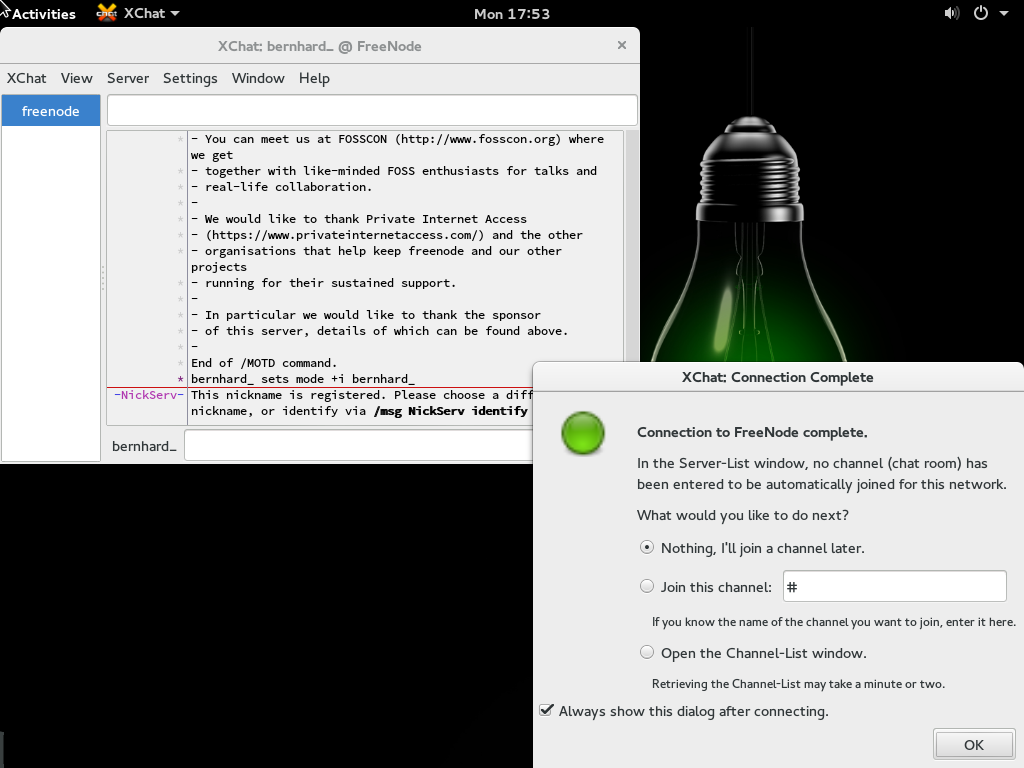 Activities XChat Mon 17:53
XChat: bernhard_ @ FreeNode
XChat View Server Settings Window Help
freenode
* - You can meet us at FOSSCON (http://www.fosscon.org) where
we get
* - together with like-minded FOSS enthusiasts for talks and
* - real-life collaboration.
* -
* - We would like to thank Private Internet Access
* - (https://www.privateinternetaccess.com/) and the other
* - organisations that help keep freenode and our other
projects
* - running for their sustained support.
* -
* - In particular we would like to thank the sponsor
* - of this server, details of which can be found above.
* -
* End of /MOTD command.
* bernhard_ sets mode +i bernhard_
-NickServ- This nickname is registered. Please choose a diff
nickname, or identify via /msg NickServ identify
bernhard_
XChat: Connection Complete
Connection to FreeNode complete.
In the Server-List window, no channel (chat room) has
been entered to be automatically joined for this network.
What would you like to do next?
Nothing, I'll join a channel later.
Join this channel: #
If you know the name of the channel you want to join, enter it here.
Open the Channel-List window.
Retrieving the Channel-List may take a minute or two.
Always show this dialog after connecting.
OK